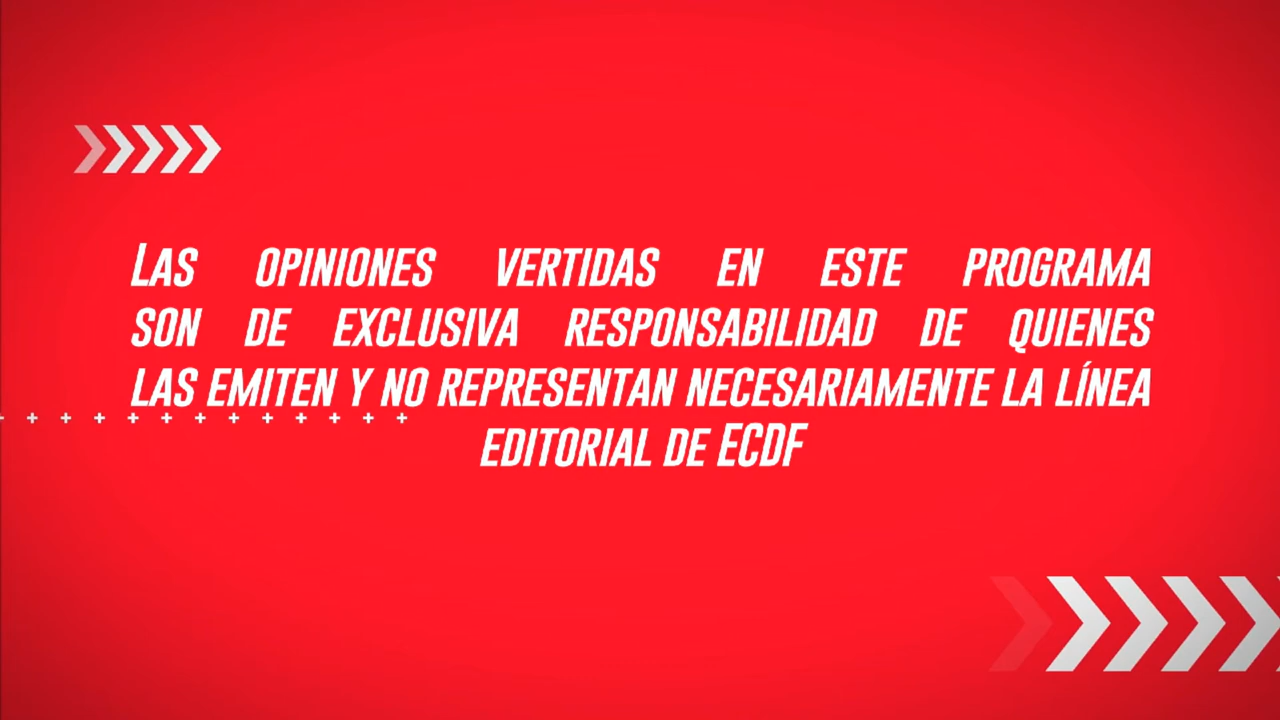 Las opiniones vertidas en este programa
son de exclusiva responsabilidad de quienes
las emiten y no representan necesariamente la línea
editorial de ECDF